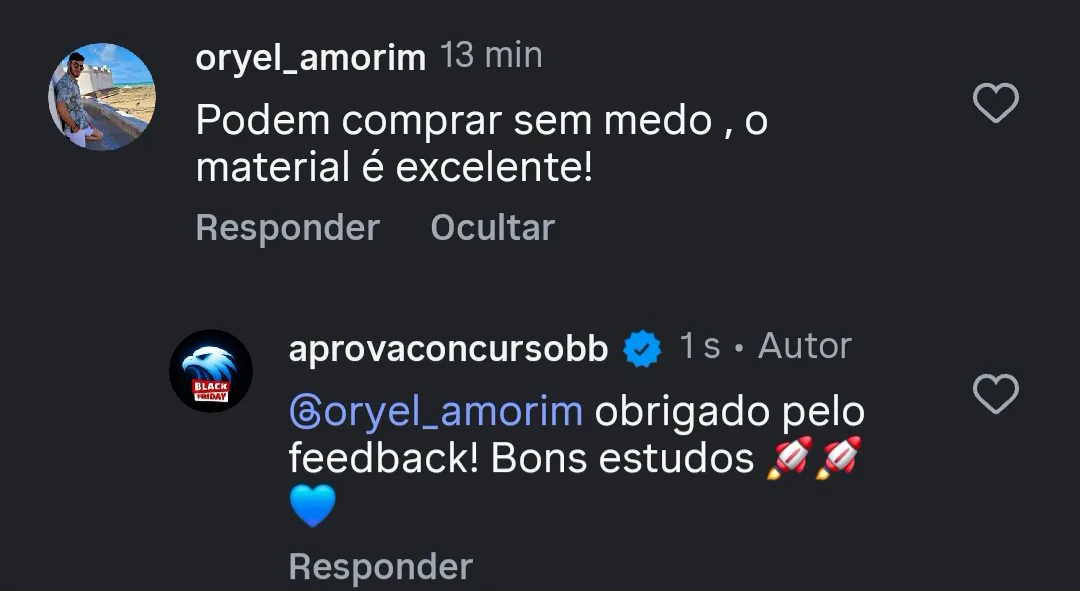 oryel_amorim 13 min
Podem comprar sem medo , o
material é excelente!
Responder Ocultar
BLACK
FRIDAY
aprovaconcursobb 1 s • Autor
@oryel_amorim obrigado pelo
feedback! Bons estudos 🚀🚀
💙
Responder